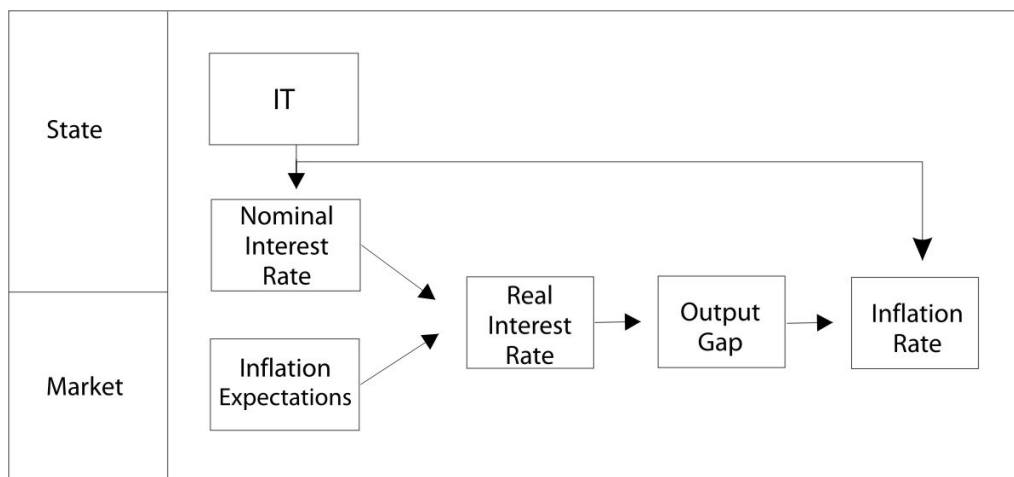 State
IT
Nominal
Interest
Rate
Market
Inflation
Expectations
Real
Interest
Rate
Output
Gap
Inflation
Rate